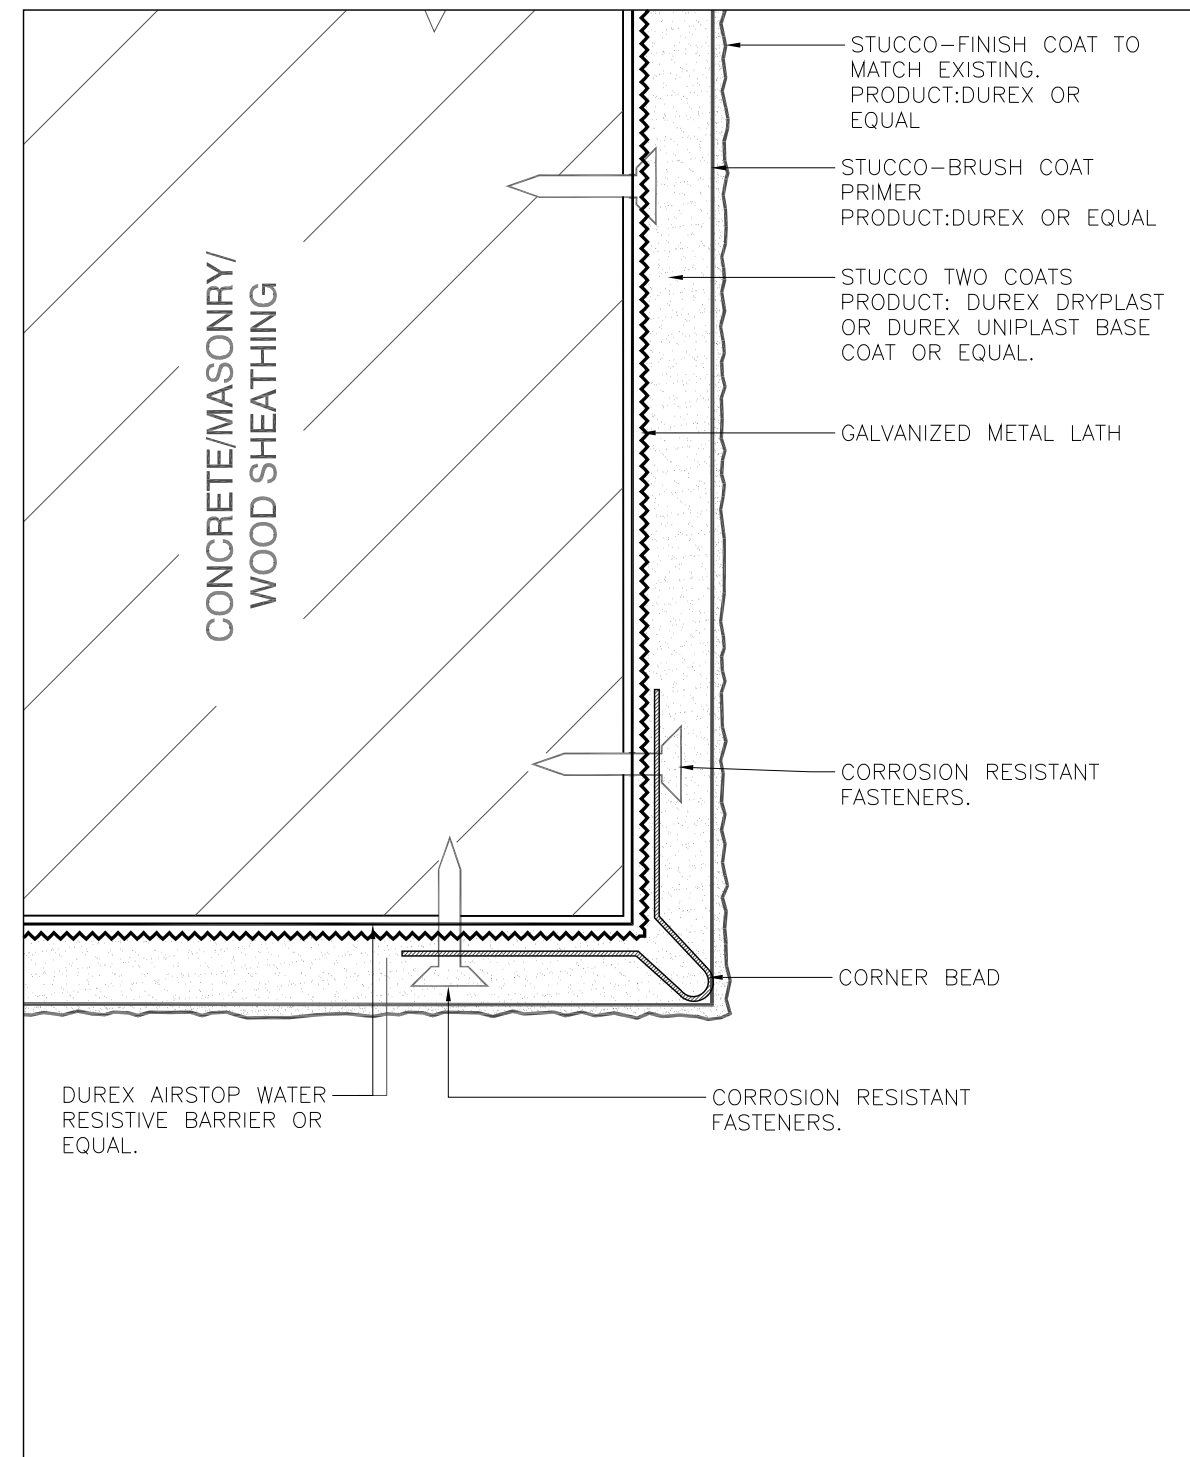 STUCCO-FINISH COAT TO
MATCH EXISTING.
PRODUCT:DUREX OR
EQUAL
STUCCO-BRUSH COAT
PRIMER
PRODUCT:DUREX OR EQUAL
STUCCO TWO COATS
PRODUCT: DUREX DRYPLAST
OR DUREX UNIPLAST BASE
COAT OR EQUAL.
GALVANIZED METAL LATH
CONCRETE/MASONRY/
WOOD SHEATHING
CORROSION RESISTANT
FASTENERS.
CORNER BEAD
DUREX AIRSTOP WATER
RESISTIVE BARRIER OR
EQUAL.
CORROSION RESISTANT
FASTENERS.